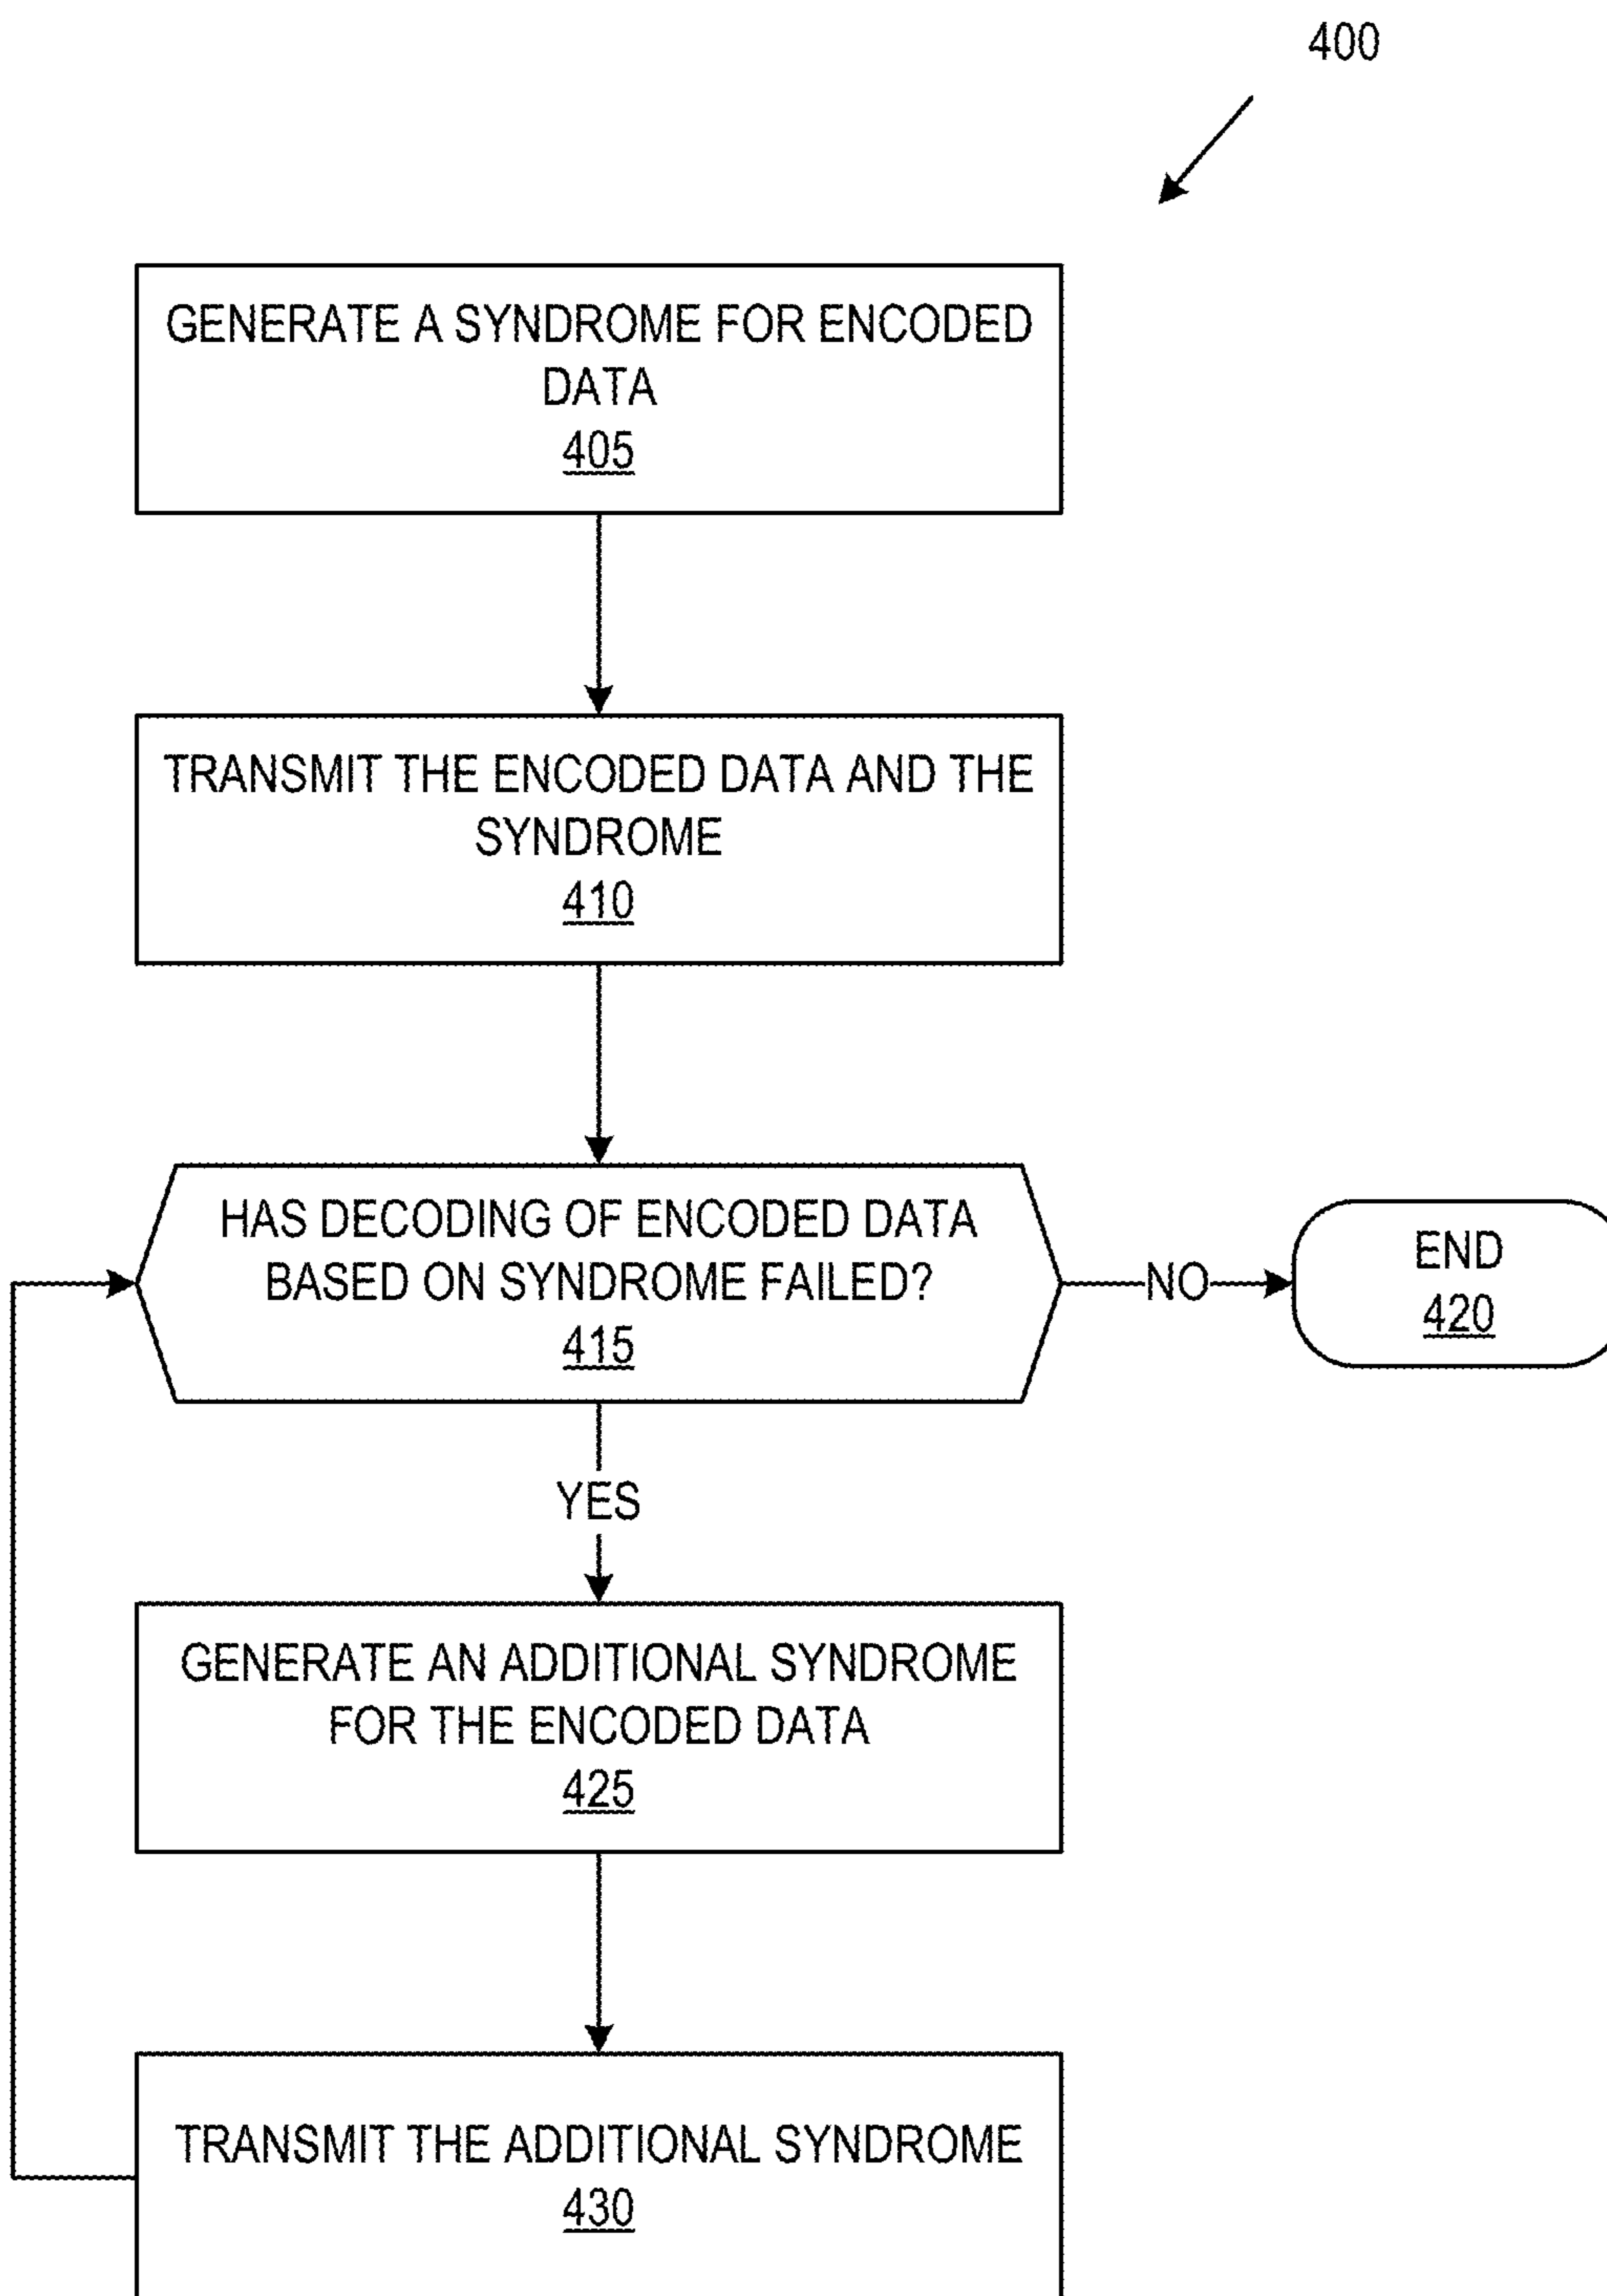 400
GENERATE A SYNDROME FOR ENCODED
DATA
405
TRANSMIT THE ENCODED DATA AND THE
SYNDROME
410
HAS DECODING OF ENCODED DATA
BASED ON SYNDROME FAILED?
415
NO
END
420
YES
GENERATE AN ADDITIONAL SYNDROME
FOR THE ENCODED DATA
425
TRANSMIT THE ADDITIONAL SYNDROME
430